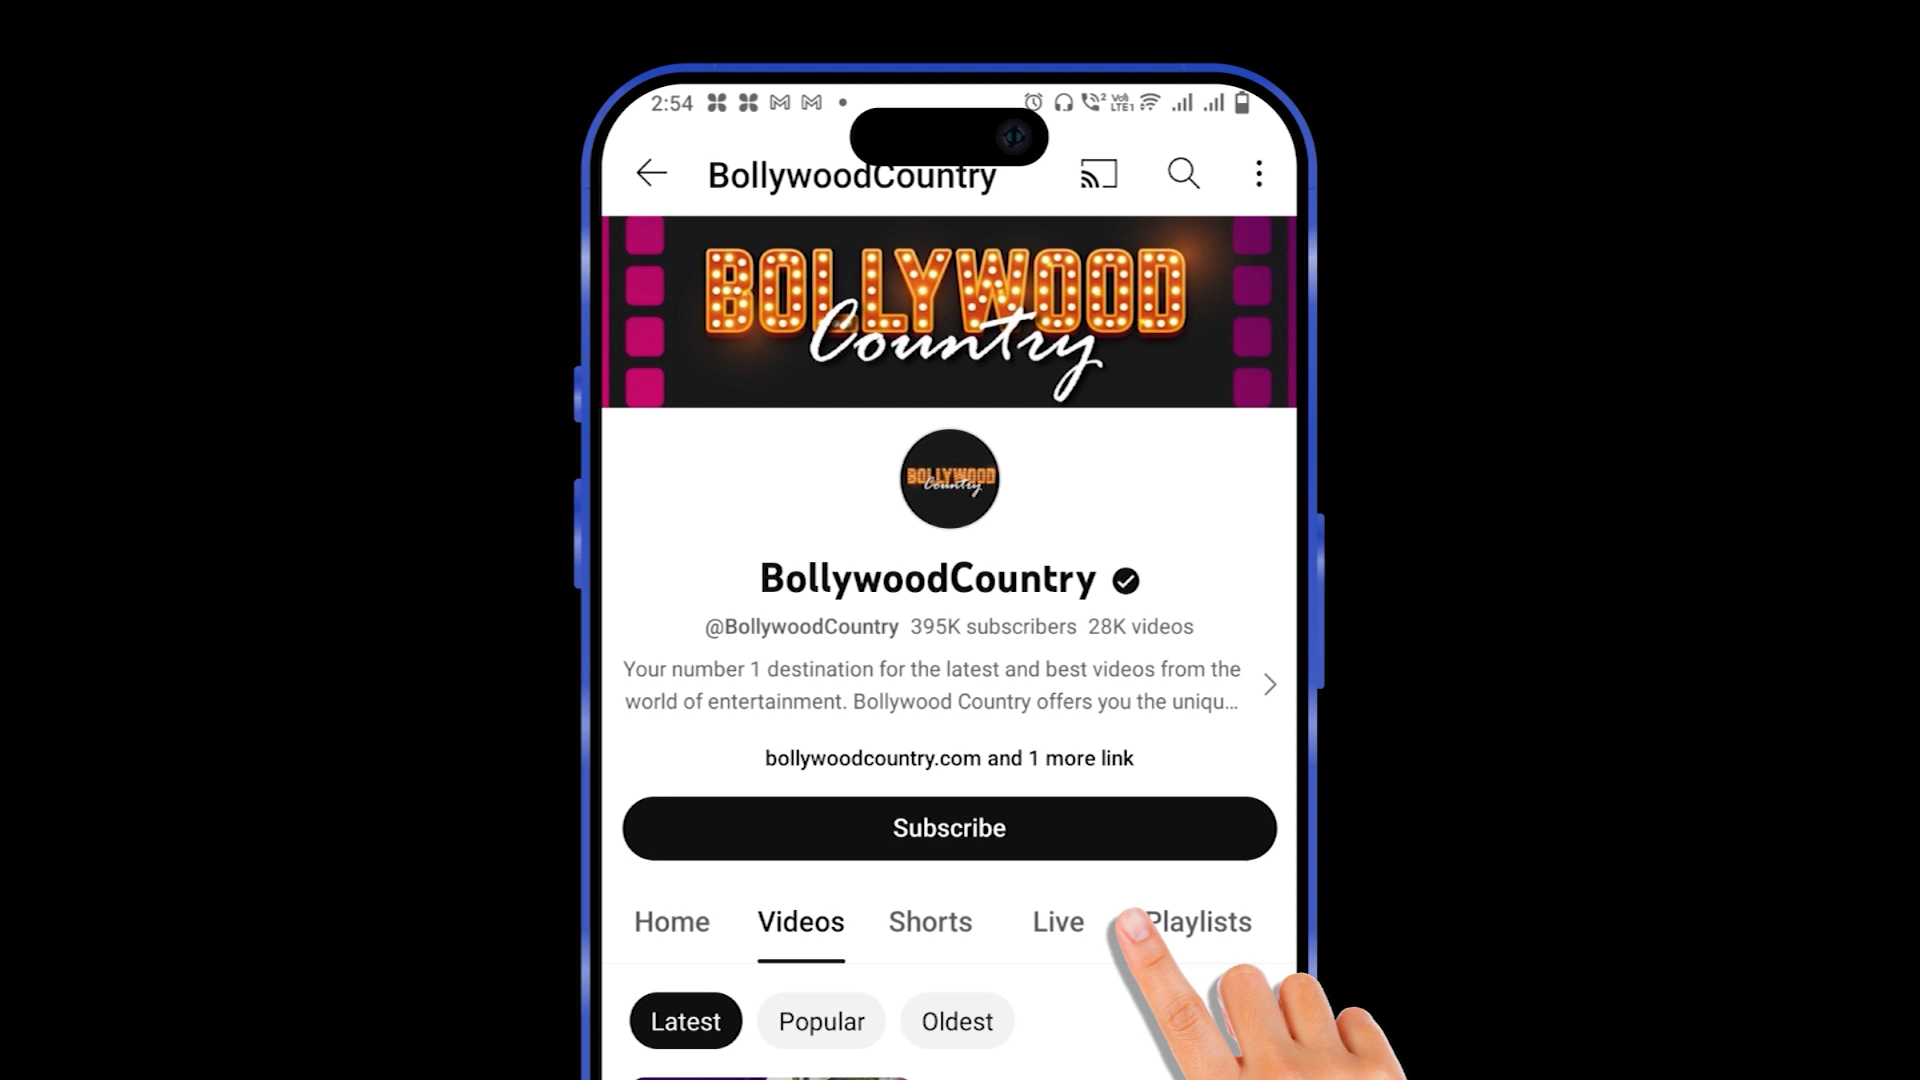 2:54
BollywoodCountry
BOLLYWOOD
Country
BOLLYWOOD
Country
BollywoodCountry
@BollywoodCountry 395K subscribers 28K videos
Your number 1 destination for the latest and best videos from the
world of entertainment. Bollywood Country offers you the uniqu...
bollywoodcountry.com and 1 more link
Subscribe
Home Videos Shorts Live Playlists
Latest Popular Oldest